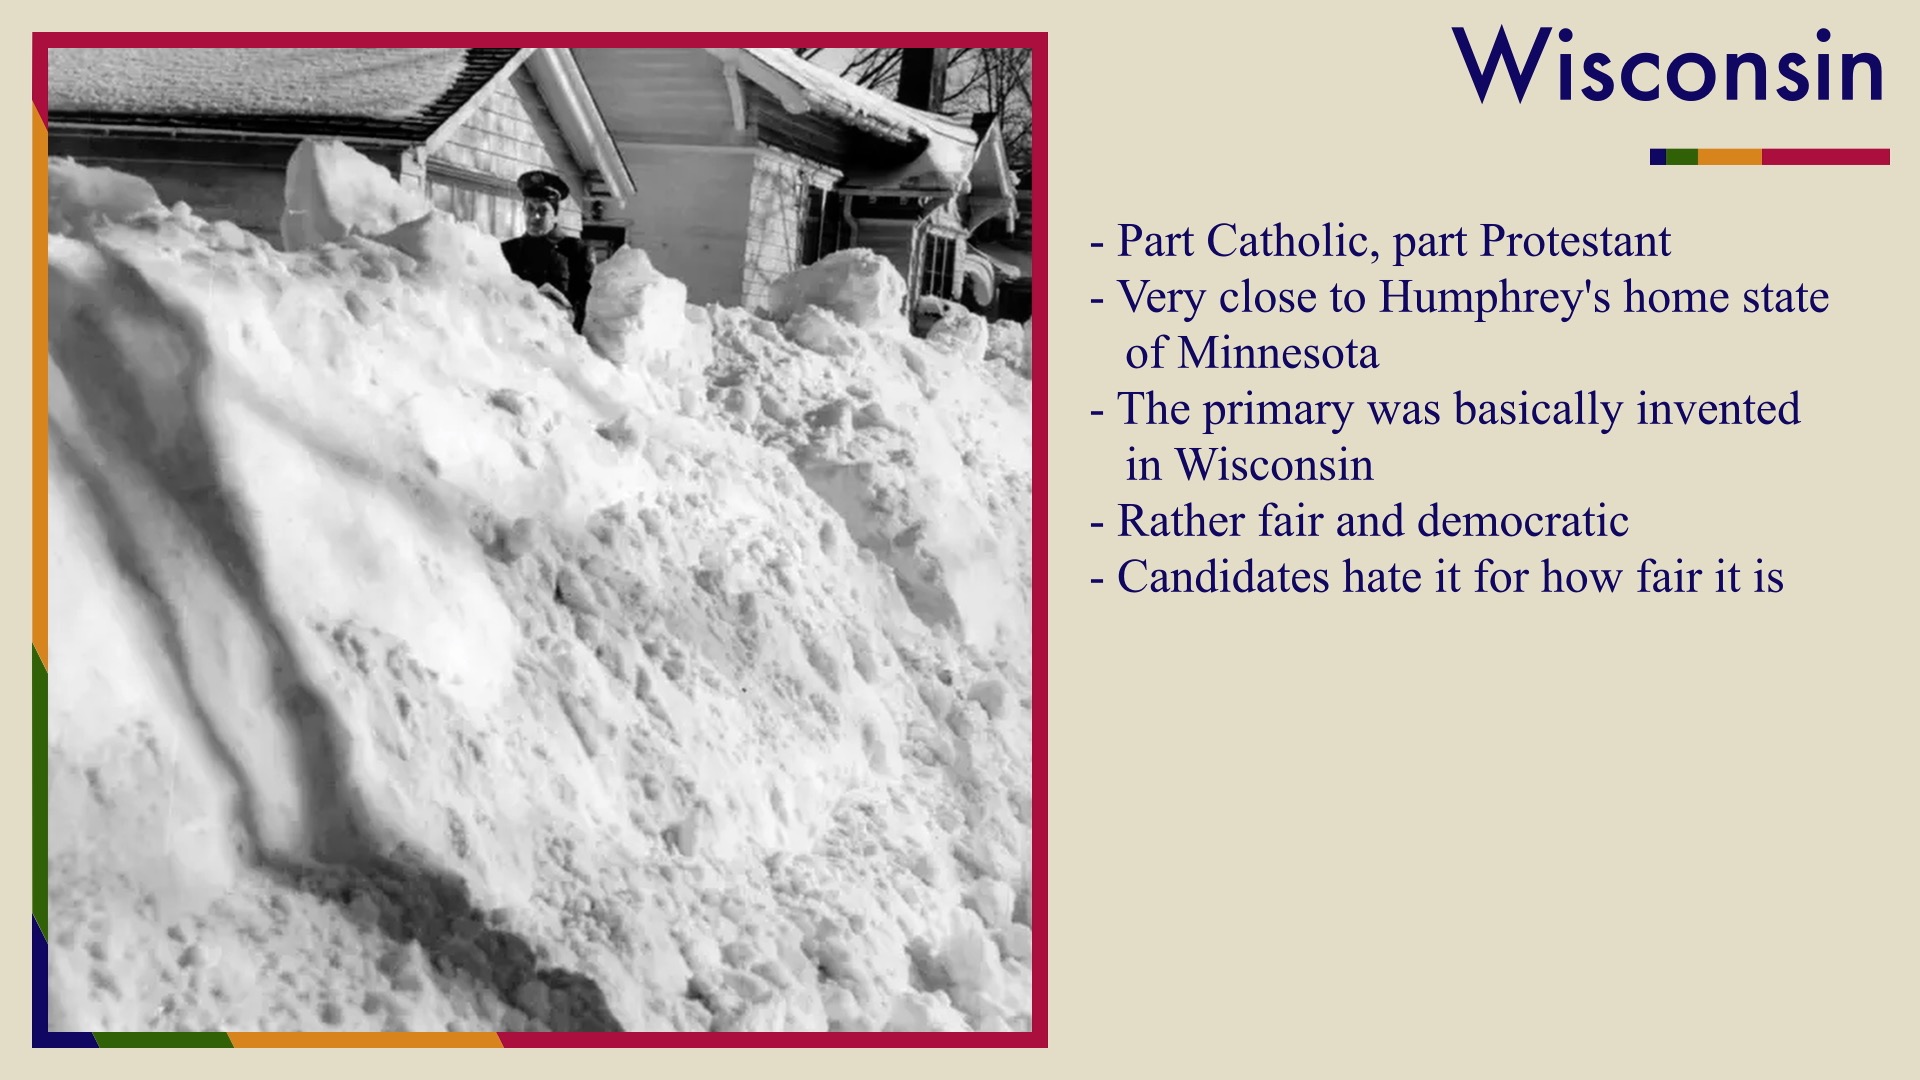 Wisconsin
- Part Catholic, part Protestant
- Very close to Humphrey's home state
of Minnesota
- The primary was basically invented
in Wisconsin
- Rather fair and democratic
- Candidates hate it for how fair it is